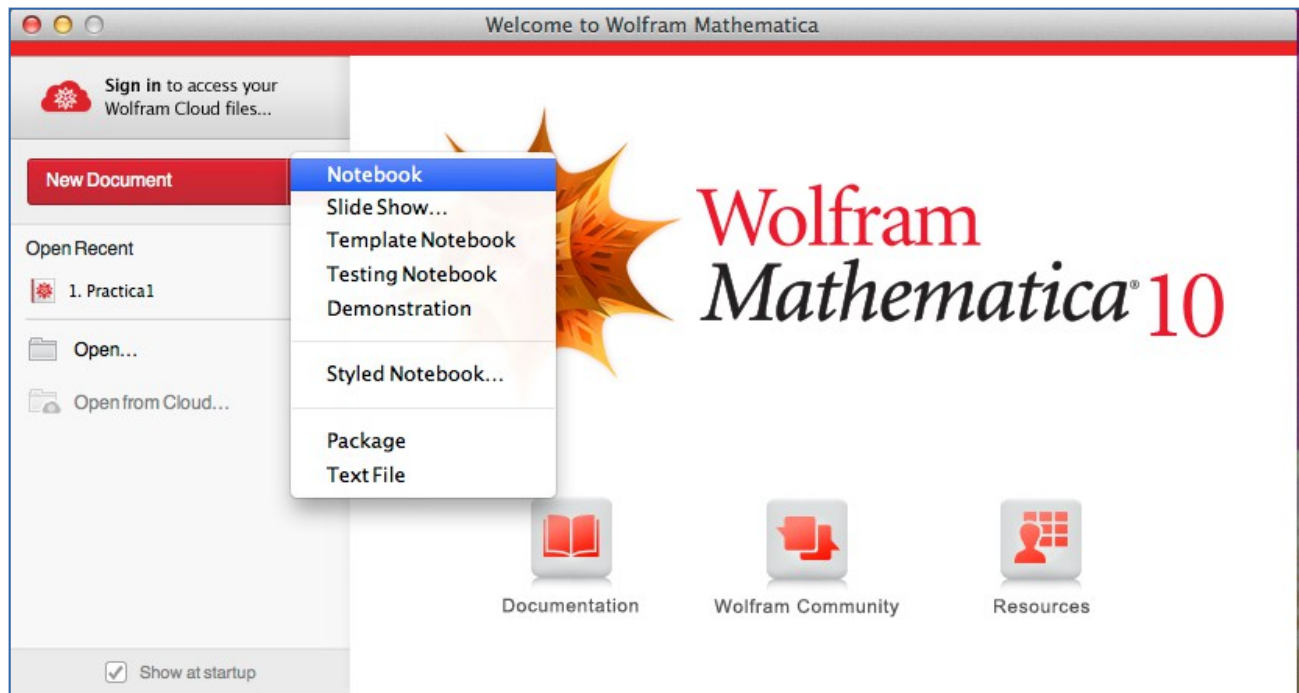 Welcome to Wolfram Mathematica
Sign in to access your
Wolfram Cloud files...
New Document
Notebook
Slide Show...
Template Notebook
Testing Notebook
Demonstration
Styled Notebook...
Package
Text File
Open Recent
1. Practica1
Open...
Open from Cloud...
Show at startup
Wolfram
Mathematica® 10
Documentation
Wolfram Community
Resources